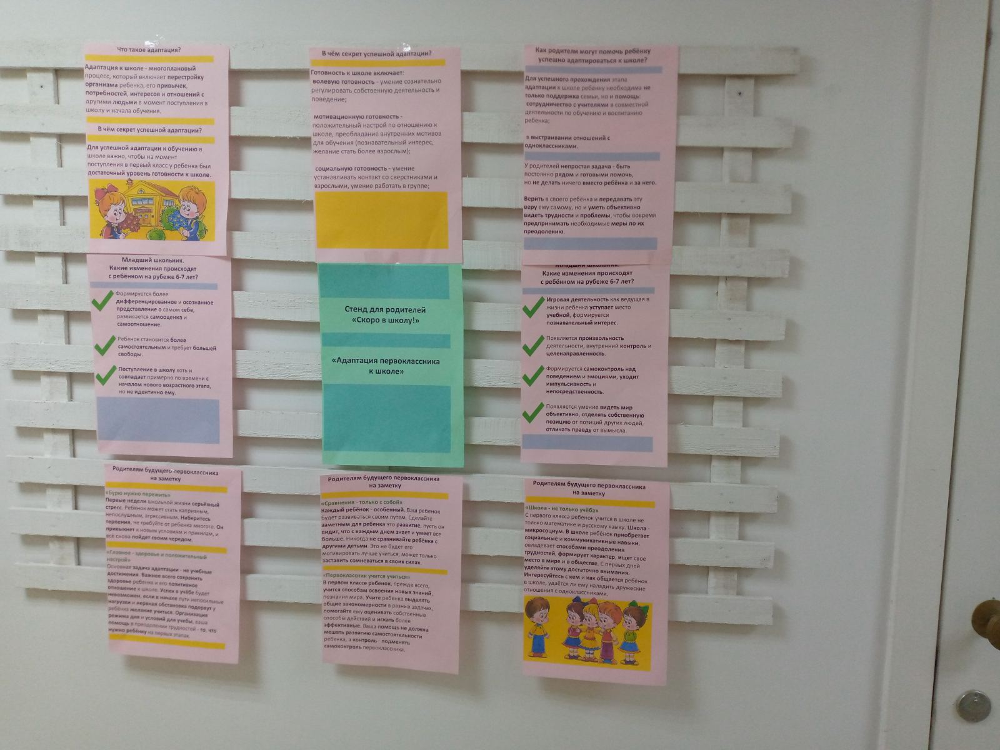 Что такое адаптация?
Адаптация к школе - многоплановый
процесс, который включает перестройку
организма ребенка, его привычек,
потребностей, интересов и отношений с
другими людьми в момент поступления в
школу и начала обучения.
В чём секрет успешной адаптации?
Для успешной адаптации к обучению в
школе важно, чтобы на момент
поступления в первый класс у ребенка был
достаточный уровень готовности к школе.
В чём секрет успешной адаптации?
Готовность к школе включает:
волевую готовность - умение сознательно
регулировать собственную деятельность и
поведение;
мотивационную готовность -
положительный настрой по отношению к
школе, преобладание внутренних мотивов
для обучения (познавательный интерес,
желание стать более взрослым);
социальную готовность - умение
устанавливать контакт со сверстниками и
взрослыми, умение работать в группе;
Как родители могут помочь ребёнку
успешно адаптироваться к школе?
Для успешного прохождения этапа
адаптации к школе ребенку необходима не
только поддержка семьи, но и помощь:
сотрудничество с учителями в совместной
деятельности по обучению и воспитанию
ребенка;
в выстраивании отношений с
одноклассниками.
У родителей непростая задача - быть
постоянно рядом и готовыми помочь,
но не делать ничего вместо ребёнка и за него.
Верить в своего ребёнка и передавать эту
веру ему самому, но и уметь объективно
видеть трудности и проблемы, чтобы вовремя
предпринимать необходимые меры по их
преодолению.
Младший школьник.
Какие изменения происходят
с ребёнком на рубеже 6-7 лет?
Формируется более
дифференцированное и осознанное
представление о самом себе,
развивается самооценка и
самоотношение.
Ребенок становится более
самостоятельным и требует большей
свободы.
Поступление в школу хоть и
совпадает примерно по времени с
началом нового возрастного этапа,
но не идентично ему.
Стенд для родителей
«Скоро в школу!»
«Адаптация первоклассника
к школе»
Младший школьник.
Какие изменения происходят
с ребёнком на рубеже 6-7 лет?
Игровая деятельность как ведущая в
жизни ребенка уступает место
учебной, формируется
познавательный интерес.
Появляется произвольность
деятельности, внутренний контроль и
целенаправленность.
Формируется самоконтроль над
поведением и эмоциями, уходит
импульсивность и
непосредственность.
Появляется умение видеть мир
объективно, отделять собственную
позицию от позиций других людей,
отличать правду от вымысла.
Родителям будущего первоклассника
на заметку
«Бурю нужно пережить»
Первые недели школьной жизни серьёзный
стресс. Ребенок может стать капризным,
непослушным, агрессивным. Наберитесь
терпения, не требуйте от ребенка многого. Он
привыкнет к новым условиям и правилам, и
всё снова пойдет своим чередом.
«Главное - здоровье и положительный
настрой»
Основная задача адаптации - не учебные
достижения. Важнее всего сохранить
здоровье ребенка и его позитивное
отношение к школе. Успех в учёбе будет
невозможен, если в начале пути непосильные
нагрузки и нервная обстановка подорвут у
ребёнка желание учиться. Организация
режима дня и условий для учебы, ваша
помощь в преодолении трудностей - то, что
нужно ребёнку на первых этапах.
Родителям будущего первоклассника
на заметку
«Сравнения - только с собой»
Каждый ребёнок - особенный. Ваш ребенок
будет развиваться своим путем. Сделайте
заметным для ребенка это развитие, пусть он
видит, что с каждым днем знает и умеет все
больше. Никогда не сравнивайте ребёнка с
другими детьми. Это не будет его
мотивировать лучше учиться, может только
заставить сомневаться в своих силах.
«Первоклассник учится учиться»
В первом классе ребенок, прежде всего,
учится способам освоения новых знаний,
познания мира. Учите ребенка выделять
общие закономерности в разных задачах,
помогайте ему оценивать собственные
способы действий и искать более
эффективные. Ваша помощь не должна
мешать развитию самостоятельности
ребенка, а контроль - подменять
самоконтроль первоклассника.
Родителям будущего первоклассника
на заметку
«Школа - не только учёба»
С первого класса ребенок учится в школе не
только математике и русскому языку. Школа -
микросоциум. В школе ребёнок приобретает
социальные и коммуникативные навыки,
овладевает способами преодоления
трудностей, формирует характер, ищет свое
место в мире и в обществе. С первых дней
уделяйте этому достаточно внимания.
Интересуйтесь с кем и как общается ребёнок
в школе, удаётся ли ему наладить дружеские
отношения с одноклассниками.